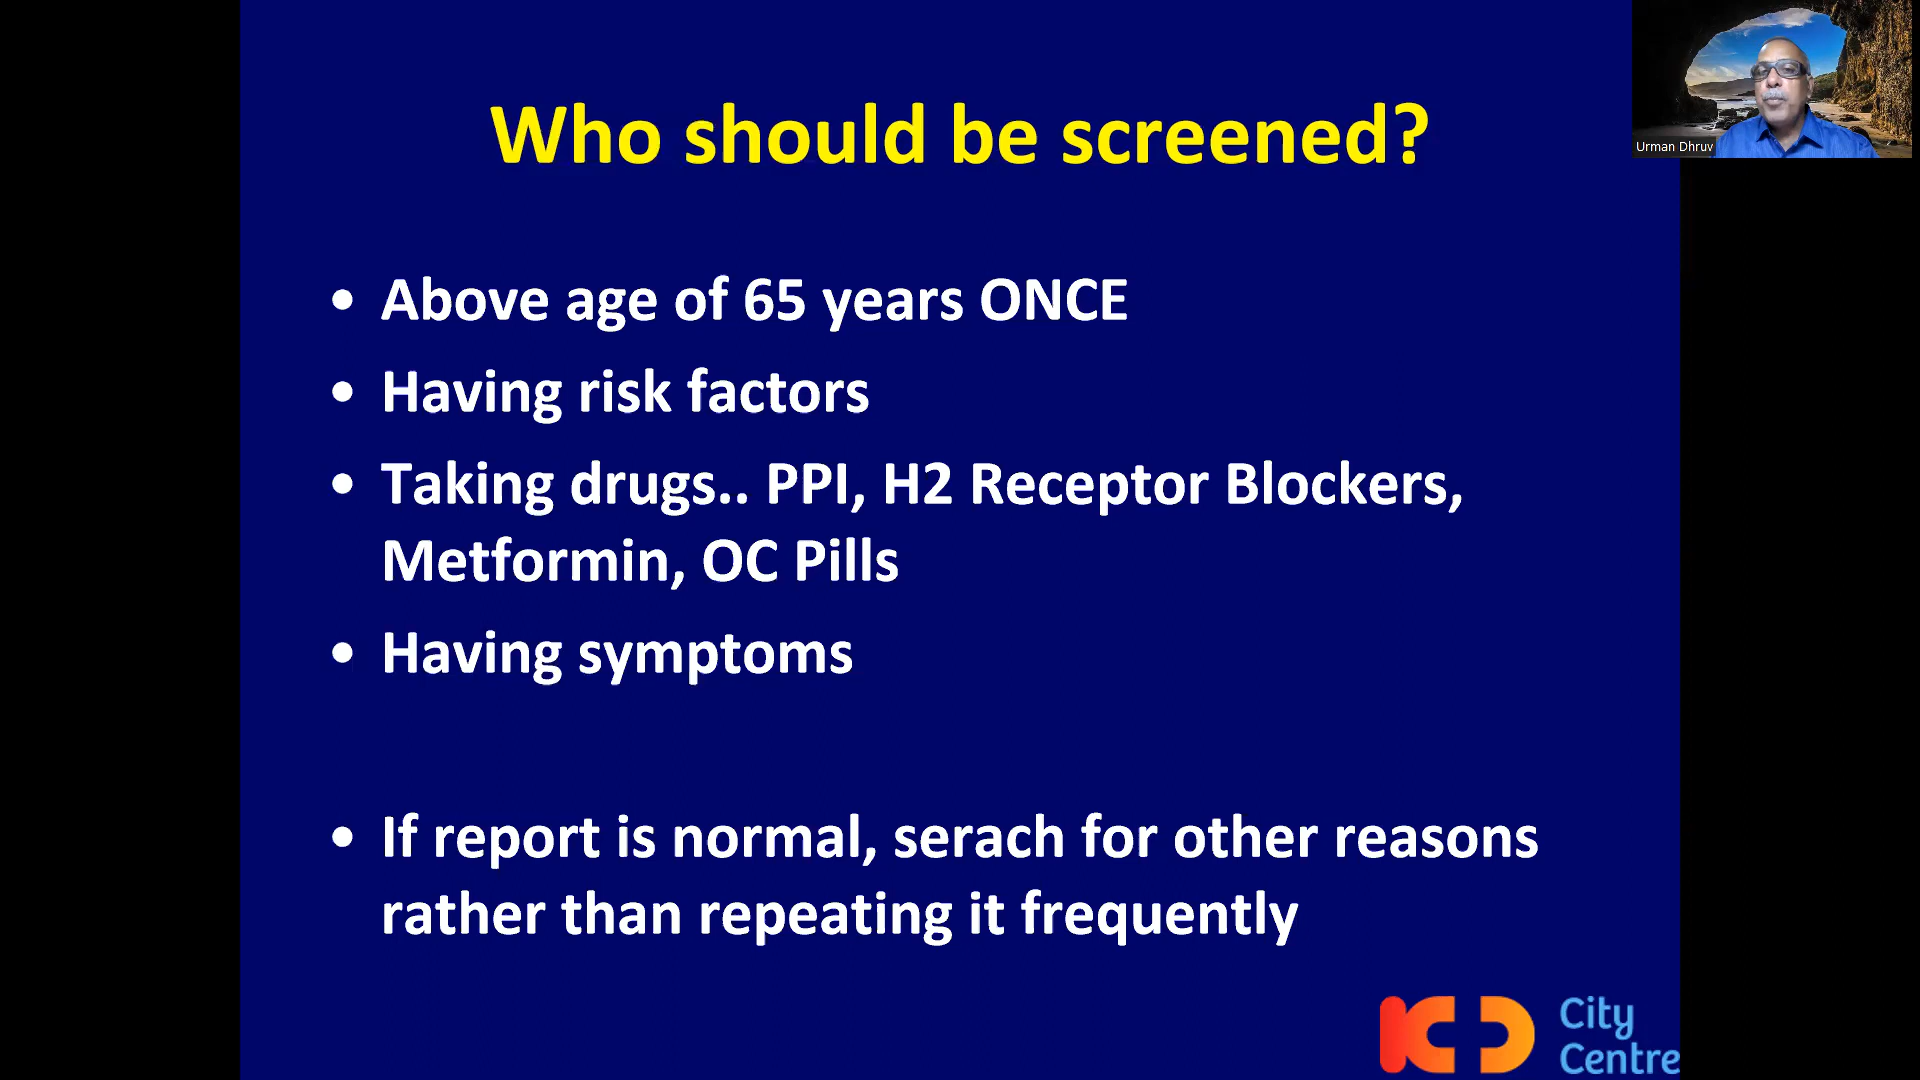 Who should be screened?
Urman Dhruv
• Above age of 65 years ONCE
• Having risk factors
• Taking drugs.. PPI, H2 Receptor Blockers,
Metformin, OC Pills
• Having symptoms
• If report is normal, serach for other reasons
rather than repeating it frequently
KD City
Centre